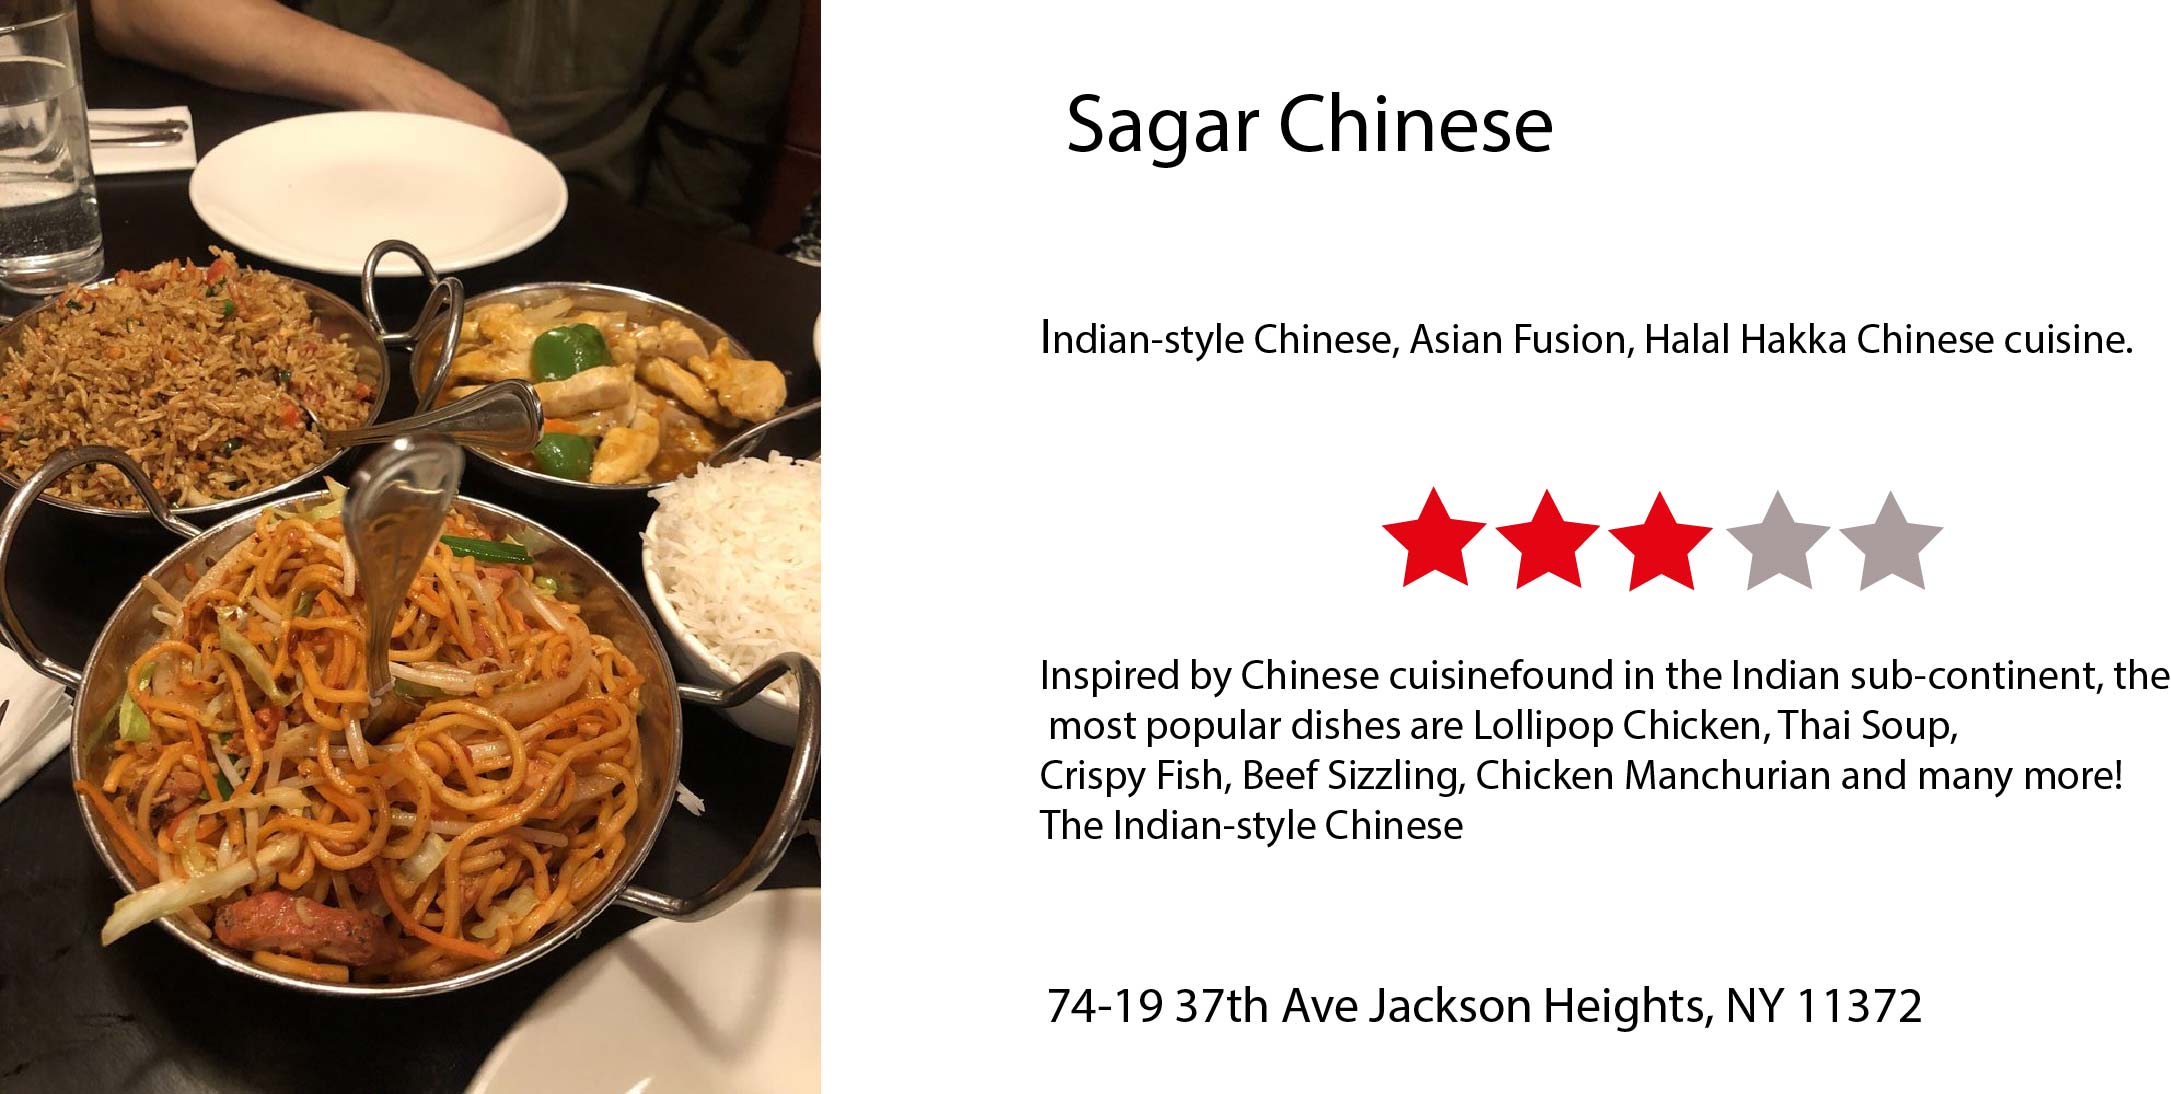 Sagar Chinese
Indian-style Chinese, Asian Fusion, Halal Hakka Chinese cuisine.
Inspired by Chinese cuisinefound in the Indian sub-continent, the
most popular dishes are Lollipop Chicken, Thai Soup,
Crispy Fish, Beef Sizzling, Chicken Manchurian and many more!
The Indian-style Chinese
74-19 37th Ave Jackson Heights, NY 11372